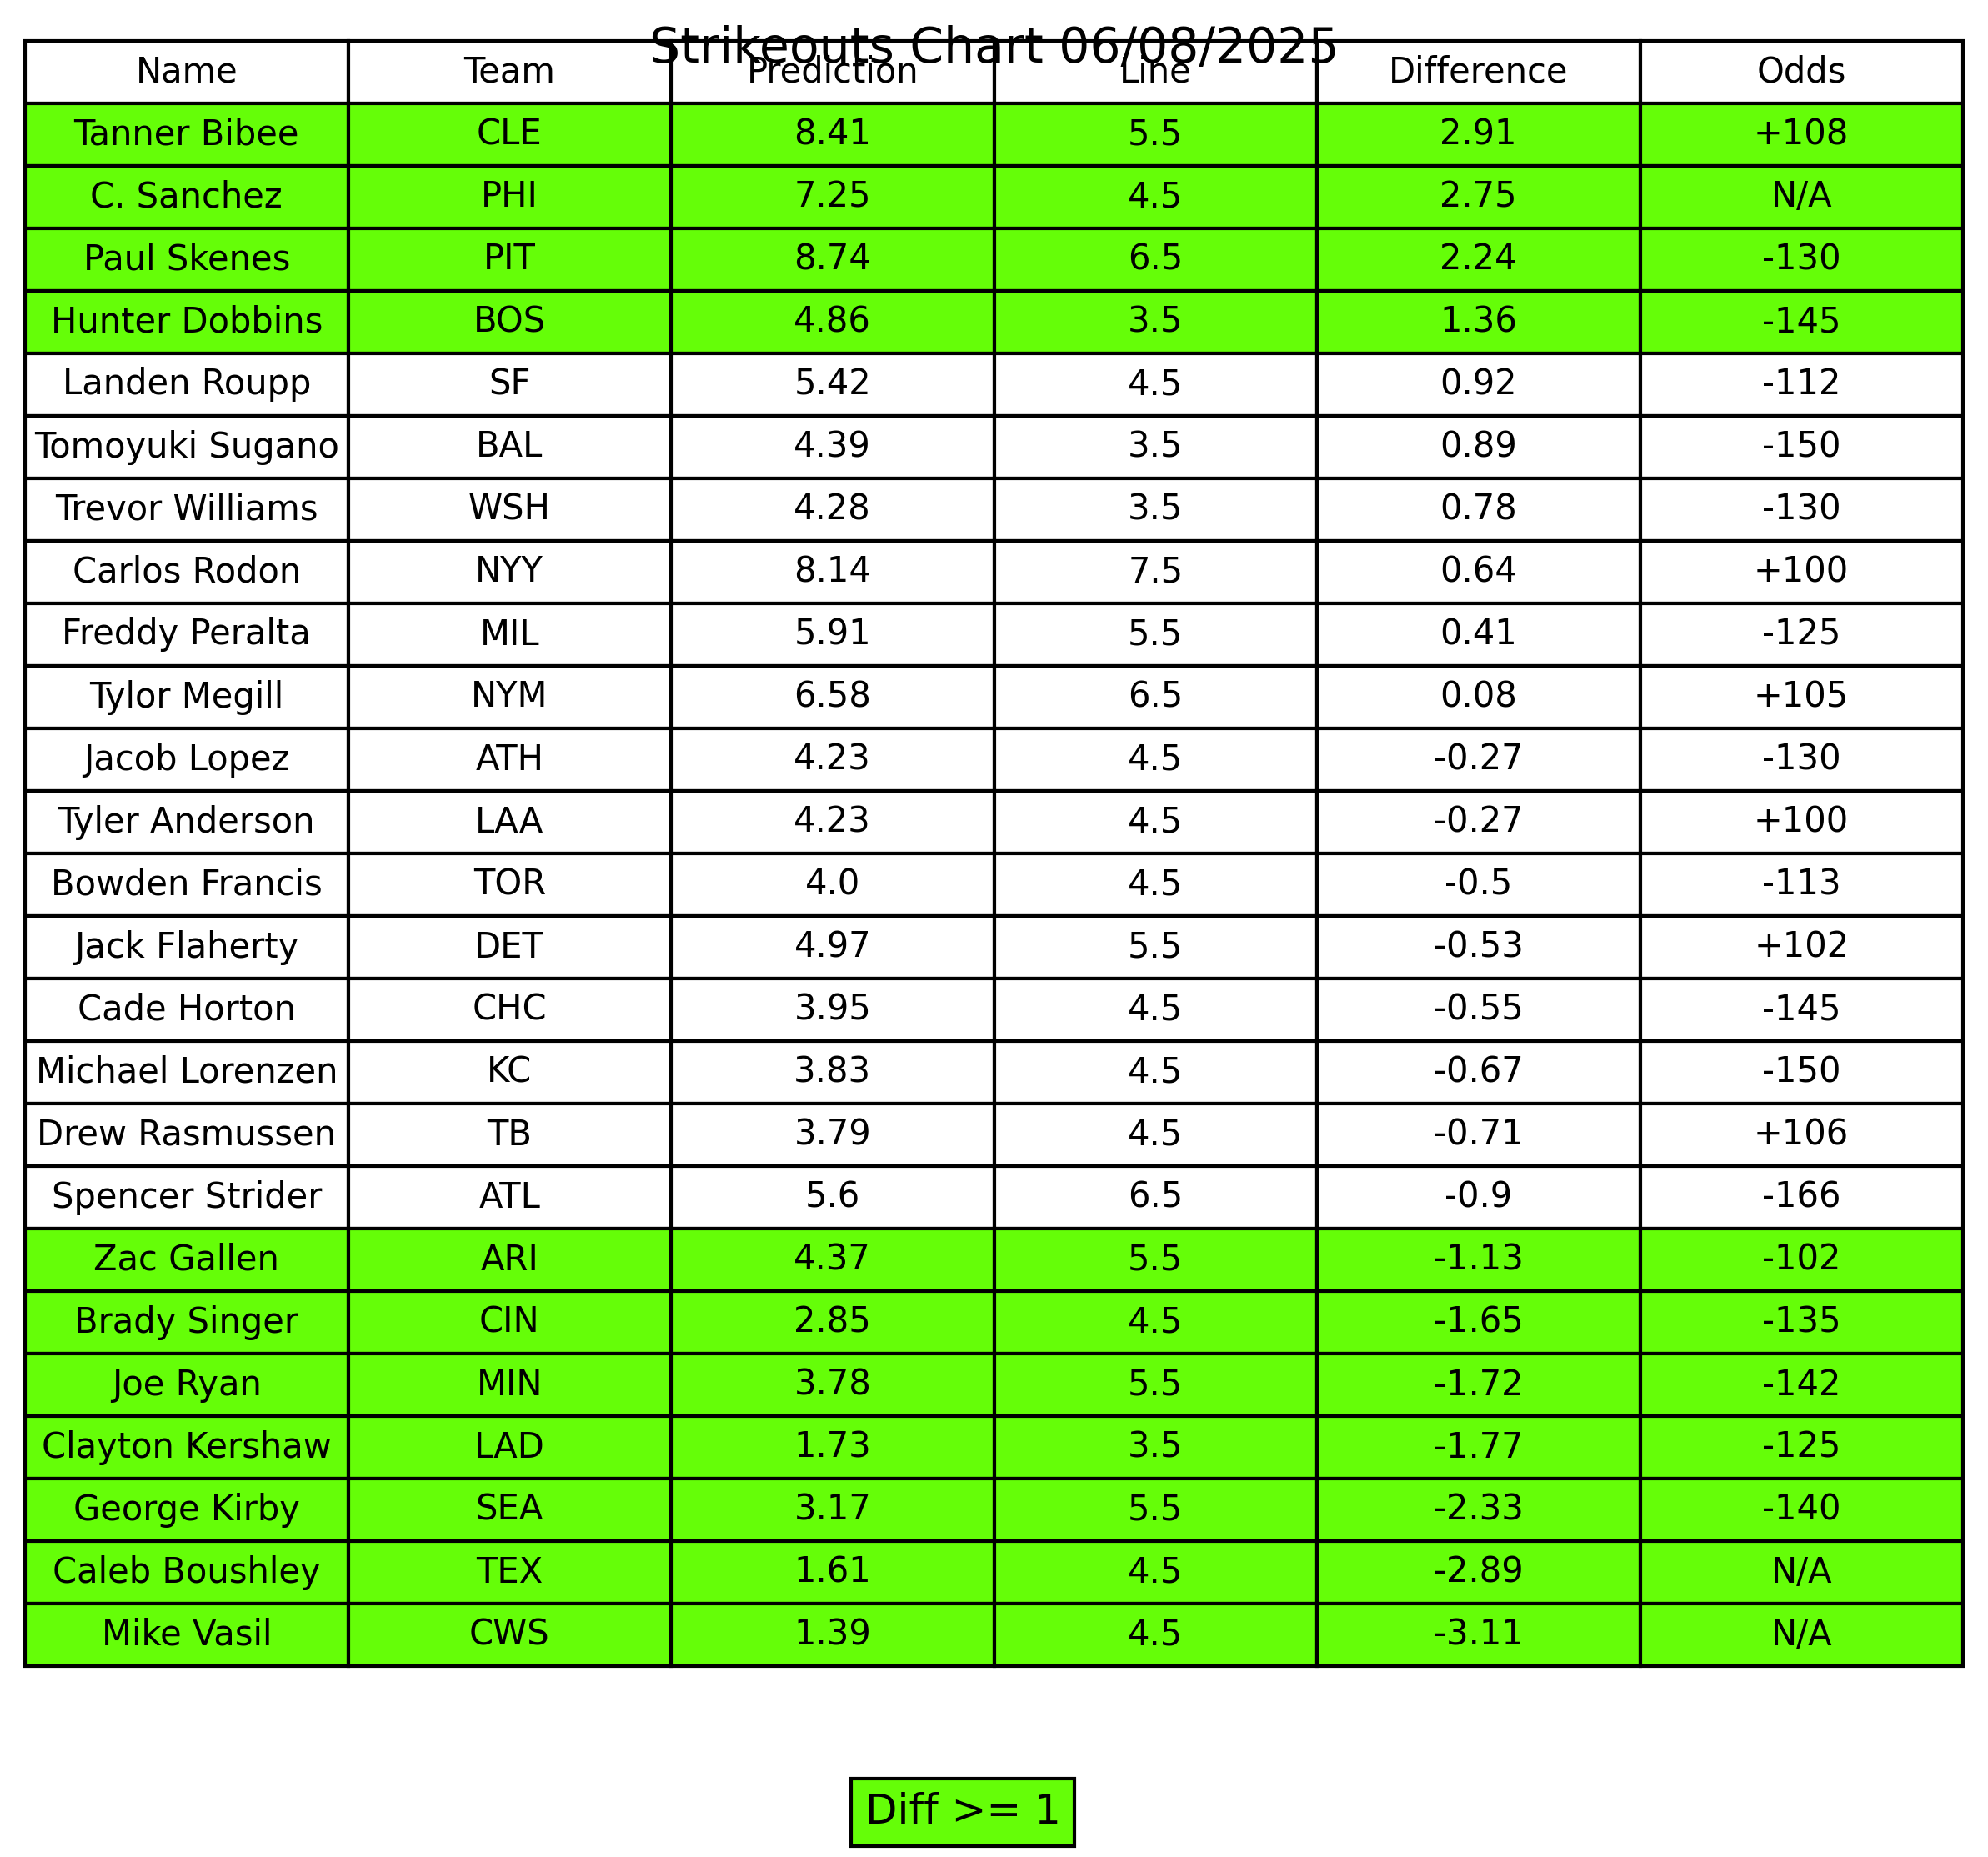 Strikeouts Chart 06/08/2025
Name Team Prediction Line Difference Odds
Tanner Bibee CLE 8.41 5.5 2.91 +108
C. Sanchez PHI 7.25 4.5 2.75 N/A
Paul Skenes PIT 8.74 6.5 2.24 -130
Hunter Dobbins BOS 4.86 3.5 1.36 -145
Landen Roupp SF 5.42 4.5 0.92 -112
Tomoyuki Sugano BAL 4.39 3.5 0.89 -150
Trevor Williams WSH 4.28 3.5 0.78 -130
Carlos Rodon NYY 8.14 7.5 0.64 +100
Freddy Peralta MIL 5.91 5.5 0.41 -125
Tylor Megill NYM 6.58 6.5 0.08 +105
Jacob Lopez ATH 4.23 4.5 -0.27 -130
Tyler Anderson LAA 4.23 4.5 -0.27 +100
Bowden Francis TOR 4.0 4.5 -0.5 -113
Jack Flaherty DET 4.97 5.5 -0.53 +102
Cade Horton CHC 3.95 4.5 -0.55 -145
Michael Lorenzen KC 3.83 4.5 -0.67 -150
Drew Rasmussen TB 3.79 4.5 -0.71 +106
Spencer Strider ATL 5.6 6.5 -0.9 -166
Zac Gallen ARI 4.37 5.5 -1.13 -102
Brady Singer CIN 2.85 4.5 -1.65 -135
Joe Ryan MIN 3.78 5.5 -1.72 -142
Clayton Kershaw LAD 1.73 3.5 -1.77 -125
George Kirby SEA 3.17 5.5 -2.33 -140
Caleb Boushley TEX 1.61 4.5 -2.89 N/A
Mike Vasil CWS 1.39 4.5 -3.11 N/A
Diff >= 1